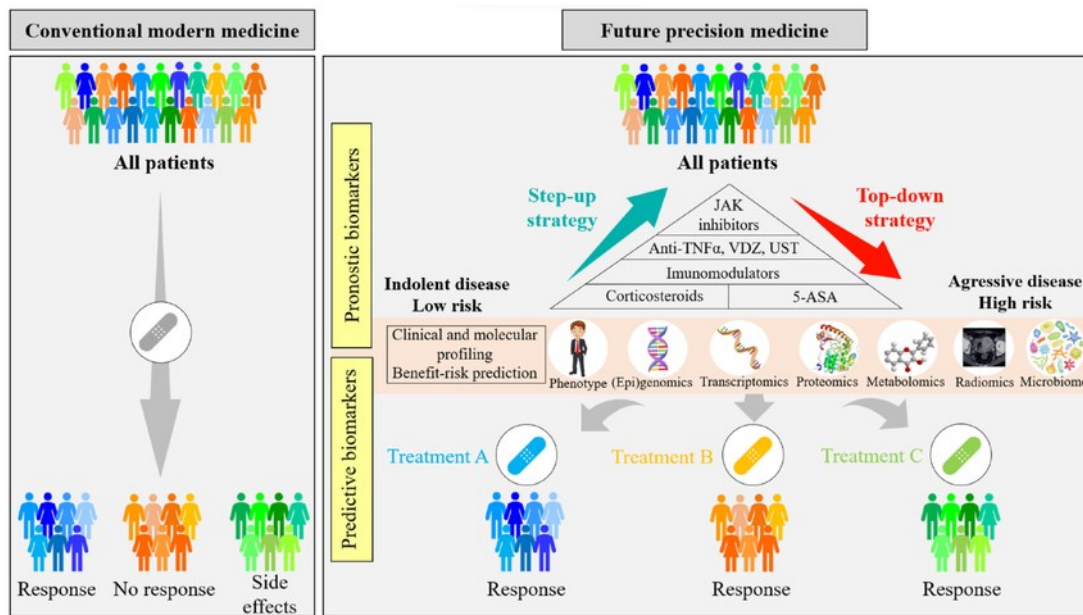 Conventional modern medicine
All patients
Response
No response
Side
effects
Future precision medicine
All patients
Pronostic biomarkers
Predictive biomarkers
Step-up
strategy
Top-down
strategy
JAK
inhibitors
Anti-TNFα, VDZ, UST
Imunomodulators
Corticosteroids
5-ASA
Indolent disease
Low risk
Agressive disease
High risk
Clinical and molecular
profiling
Benefit-risk prediction
Phenotype
(Epi)genomics
Transcriptomics
Proteomics
Metabolomics
Radiomics
Microbiome
Treatment A
Treatment B
Treatment C
Response
Response
Response